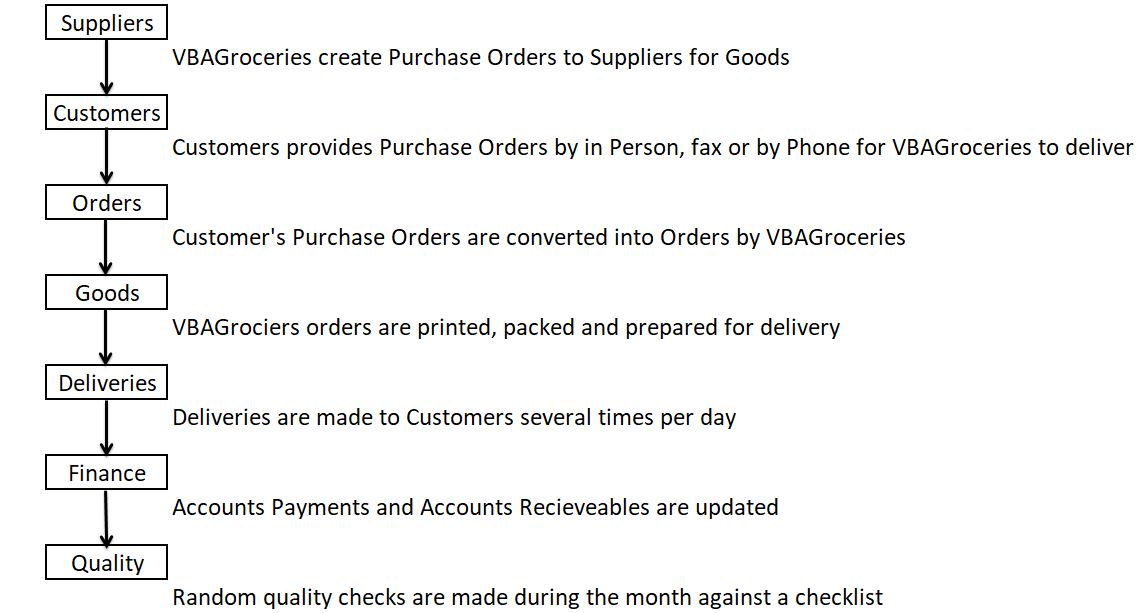 Suppliers
VBAGroceries create Purchase Orders to Suppliers for Goods
Customers
Customers provides Purchase Orders by in Person, fax or by Phone for VBAGroceries to deliver
Orders
Customer's Purchase Orders are converted into Orders by VBAGroceries
Goods
VBAGrociers orders are printed, packed and prepared for delivery
Deliveries
Deliveries are made to Customers several times per day
Finance
Accounts Payments and Accounts Recieveables are updated
Quality
Random quality checks are made during the month against a checklist